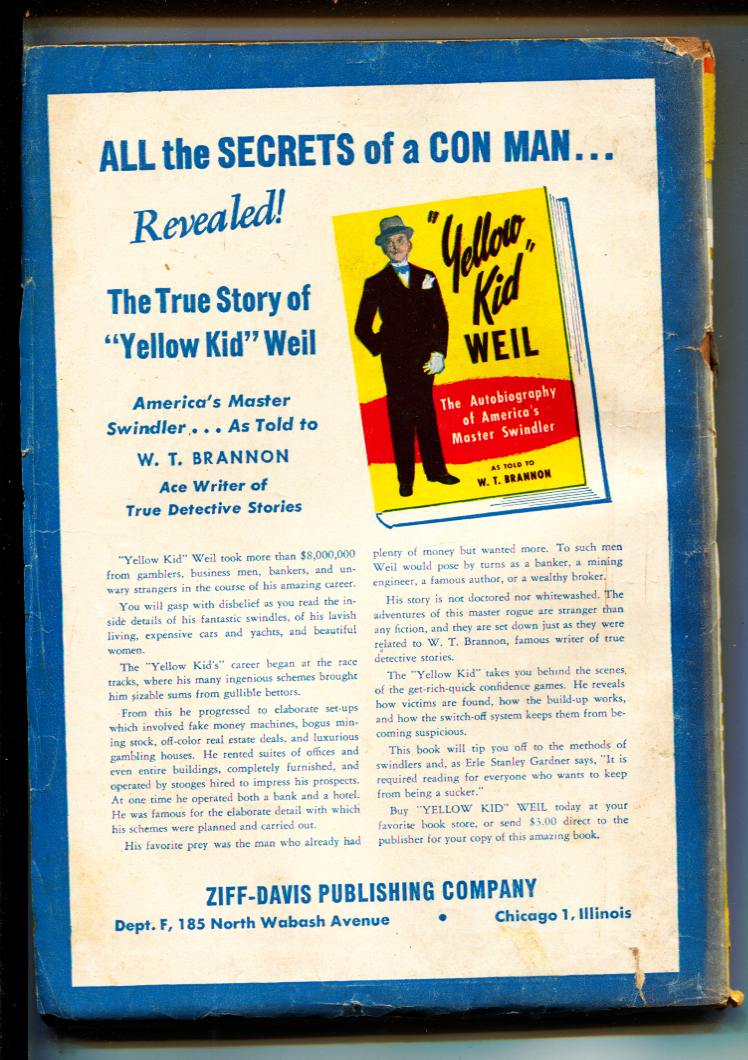 ALL the SECRETS of a CON MAN...
Revealed!
The True Story of
"Yellow Kid" Weil
America's Master
Swindler... As Told to
W. T. BRANNON
Ace Writer of
True Detective Stories
"Yellow
Kid"
WEIL
The Autobiography
of America's
Master Swindler
AS TOLD TO
W. T. BRANNON
"Yellow Kid" Weil took more than $8,000,000
from gamblers, business men, bankers, and un-
wary strangers in the course of his amazing career.
You will gasp with disbelief as you read the in-
side details of his fantastic swindles, of his lavish
living, expensive cars and yachts, and beautiful
women.
The "Yellow Kid's" career began at the race
tracks, where his many ingenious schemes brought
him sizable sums from gullible bettors.
From this he progressed to elaborate set-ups
which involved fake money machines, bogus min-
ing stock, off-color real estate deals, and luxurious
gambling houses. He rented suites of offices and
even entire buildings, completely furnished, and
operated by stooges hired to impress his prospects.
At one time he operated both a bank and a hotel.
He was famous for the elaborate detail with which
his schemes were planned and carried out.
His favorite prey was the man who already had
plenty of money but wanted more. To such men
Weil would pose by turns as a banker, a mining
engineer, a famous author, or a wealthy broker.
His story is not doctored nor whitewashed. The
adventures of this master rogue are stranger than
any fiction, and they are set down just as they were
related to W. T. Brannon, famous writer of true
detective stories.
The "Yellow Kid" takes you behind the scenes,
of the get-rich-quick confidence games. He reveals
how victims are found, how the build-up works,
and how the switch-off system keeps them from be-
coming suspicious.
This book will tip you off to the methods of
swindlers and, as Erle Stanley Gardner says, "It is
required reading for everyone who wants to keep
from being a sucker."
Buy "YELLOW KID" WEIL today at your
favorite book store, or send $3.00 direct to the
publisher for your copy of this amazing book.
ZIFF-DAVIS PUBLISHING COMPANY
Dept. F, 185 North Wabash Avenue • Chicago 1, Illinois